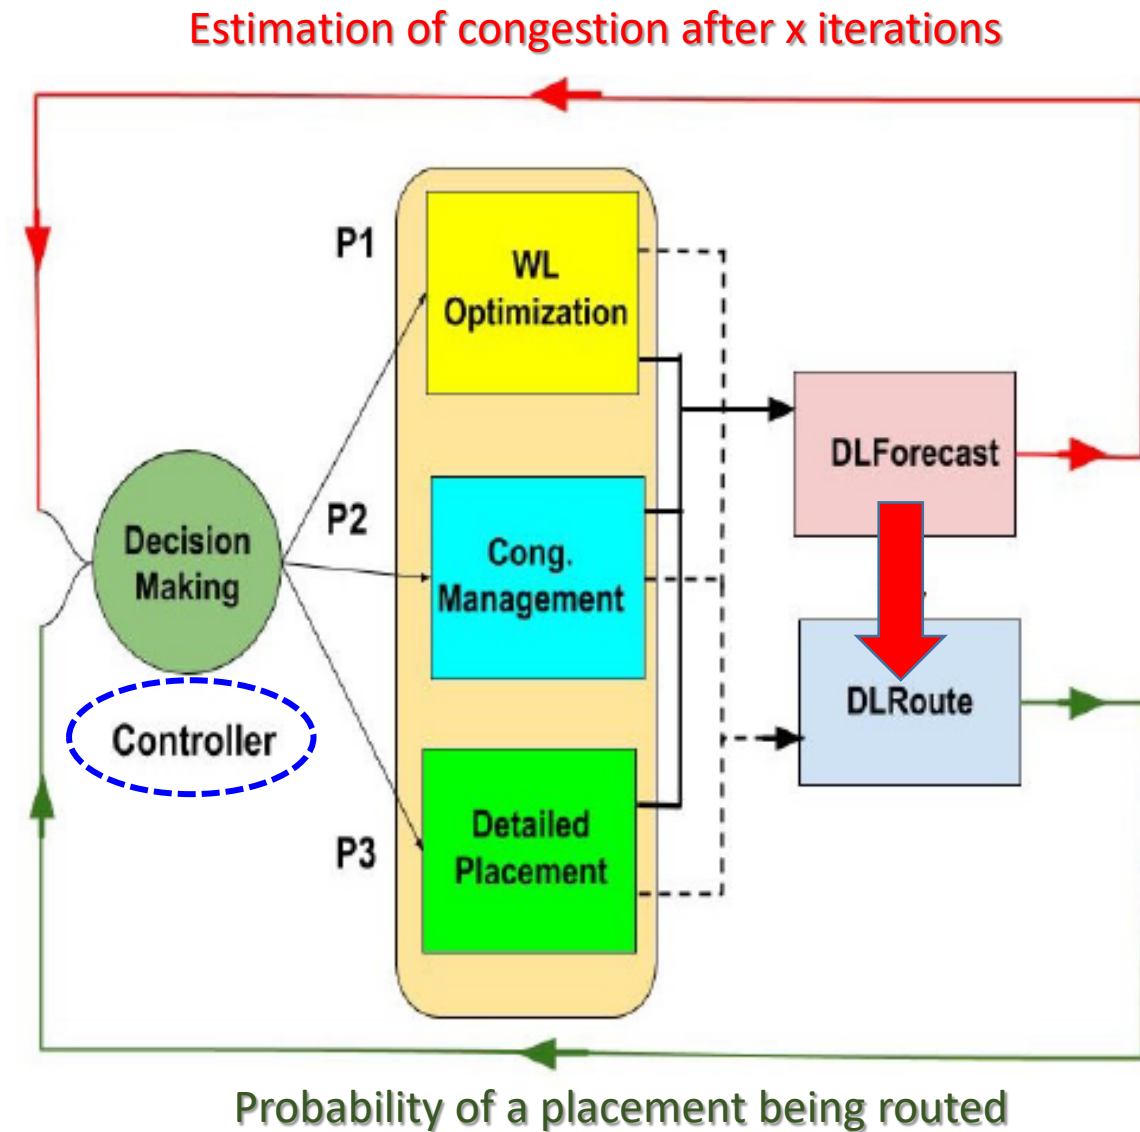 Estimation of congestion after x iterations
P1
WL
Optimization
DLForecast
P2
Decision
Making
Cong.
Management
DLRoute
Controller
P3
Detailed
Placement
Probability of a placement being routed